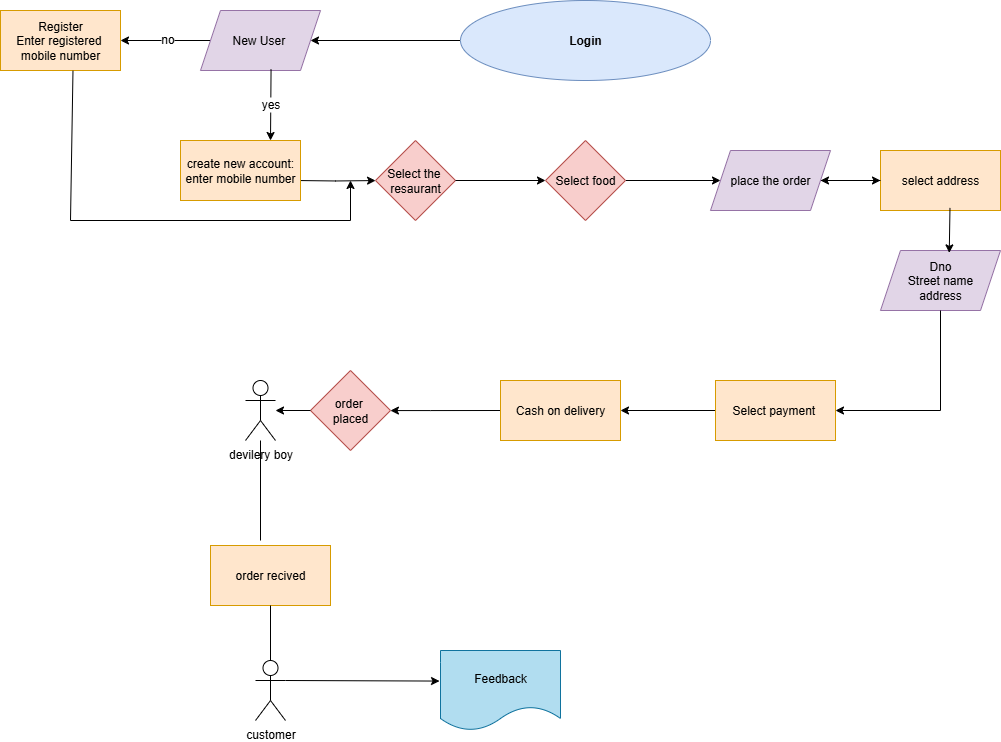 Register
Enter registered
mobile number
no
New User
Login
yes
create new account:
enter mobile number
Select the
resaurant
Select food
place the order
select address
Dno
Street name
address
order
placed
Cash on delivery
Select payment
devilery boy
order recived
Feedback
customer